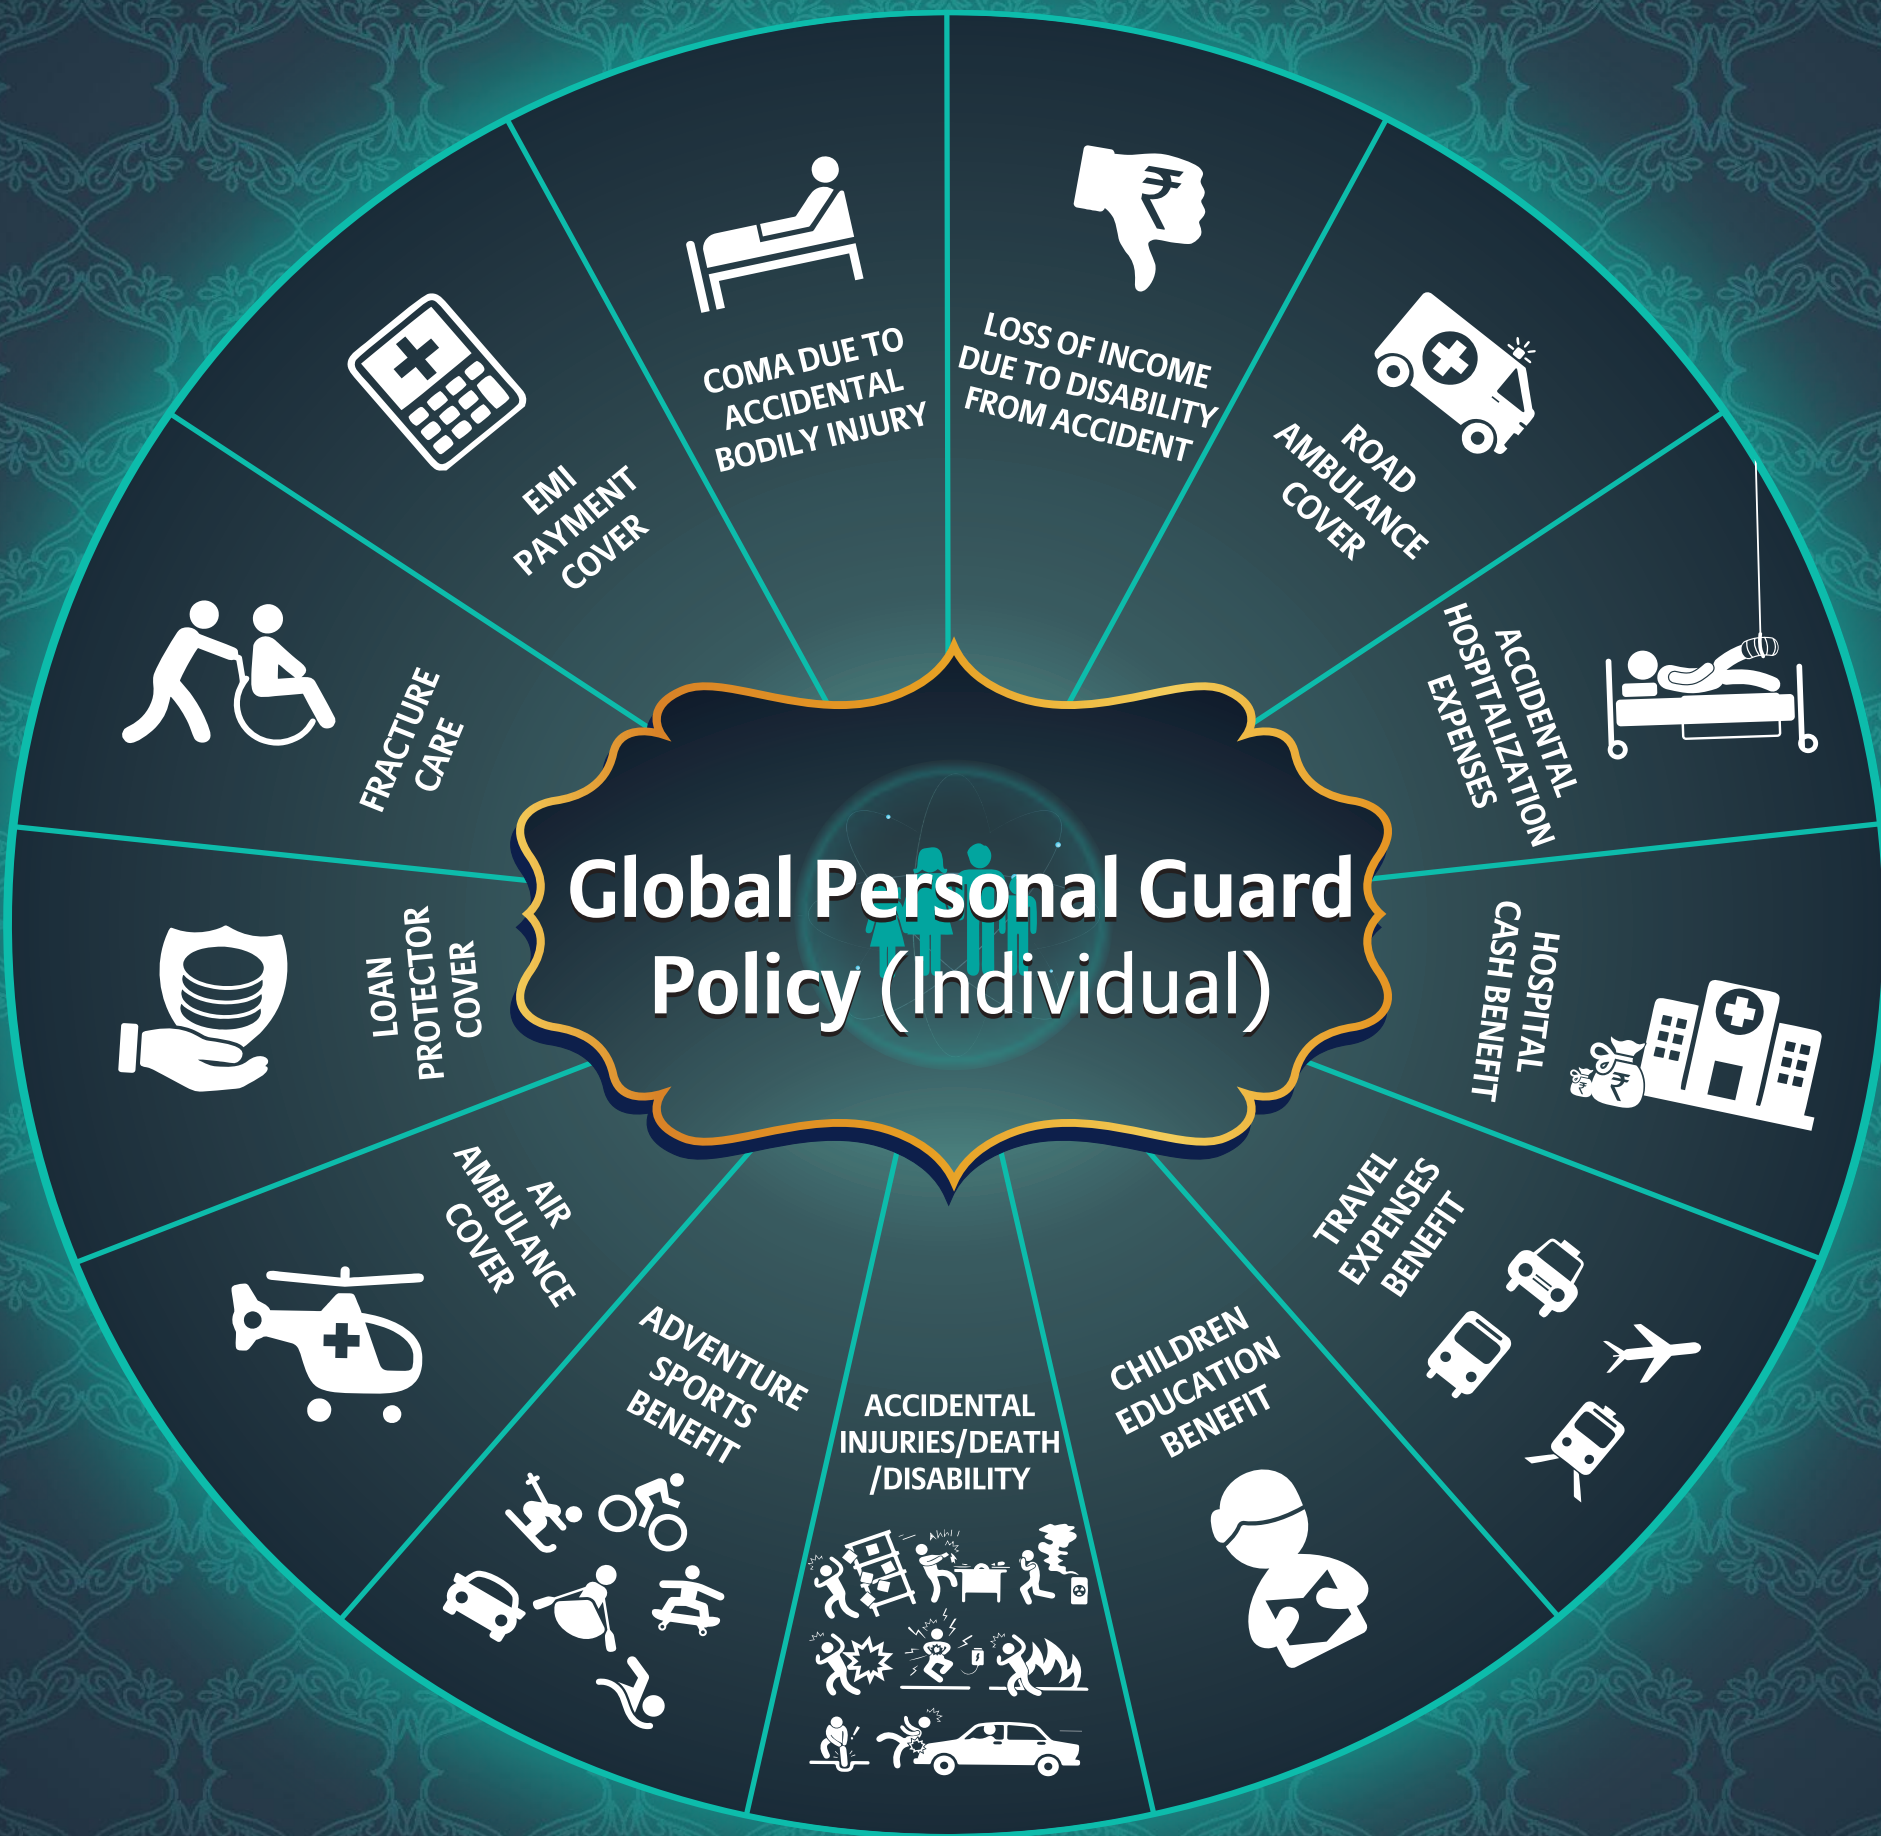 Global Personal Guard
Policy (Individual)
LOSS OF INCOME
DUE TO DISABILITY
FROM ACCIDENT
ROAD
AMBULANCE
COVER
ACCIDENTAL
HOSPITALIZATION
EXPENSES
HOSPITAL
CASH BENEFIT
TRAVEL
EXPENSES
BENEFIT
CHILDREN
EDUCATION
BENEFIT
ACCIDENTAL
INJURIES/DEATH
/DISABILITY
ADVENTURE
SPORTS
BENEFIT
AIR
AMBULANCE
COVER
LOAN
PROTECTOR
COVER
FRACTURE
CARE
EMI
PAYMENT
COVER
COMA DUE TO
ACCIDENTAL
BODILY INJURY